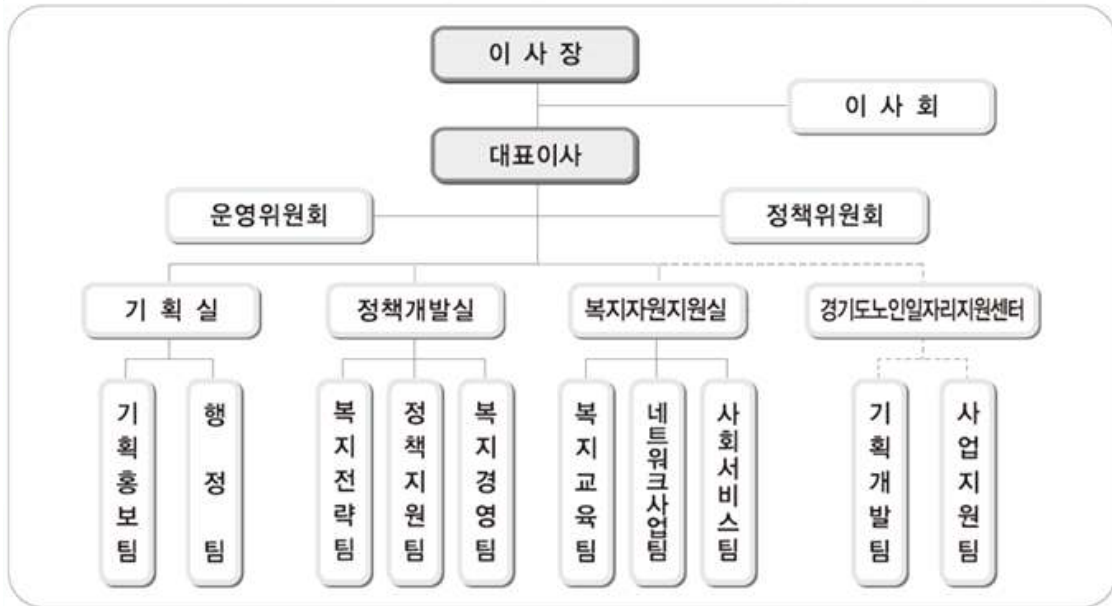 이 사 장
이 사 회
대표이사
운영위원회
정책위원회
기 획 실
정책개발실
복지자원지원실
경기도노인일자리지원센터
기획홍보팀
행정팀
복지전략팀
정책지원팀
복지경영팀
복지교육팀
네트워크사업팀
사회서비스팀
기획개발팀
사업지원팀